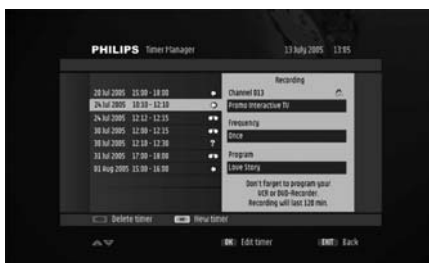 PHILIPS Timer Manager
13 July 2005 13:15
Recording
20 Jul 2005 15:00 - 18:00
Channel 013
24 Jul 2005 10:10 - 12:10
Promo Interactive TV
24 Jul 2005 12:12 - 12:15
Frequency
30 Jul 2005 12:00 - 12:15
Once
30 Jul 2005 12:10 - 12:30 ?
31 Jul 2005 17:00 - 18:00
Program
01 Aug 2005 15:00 - 16:30
Love Story
Don't forget to program your
VCR or DVD-Recorder.
Recording will last 120 min.
Delete timer
New timer
OK Edit timer
EXIT Back